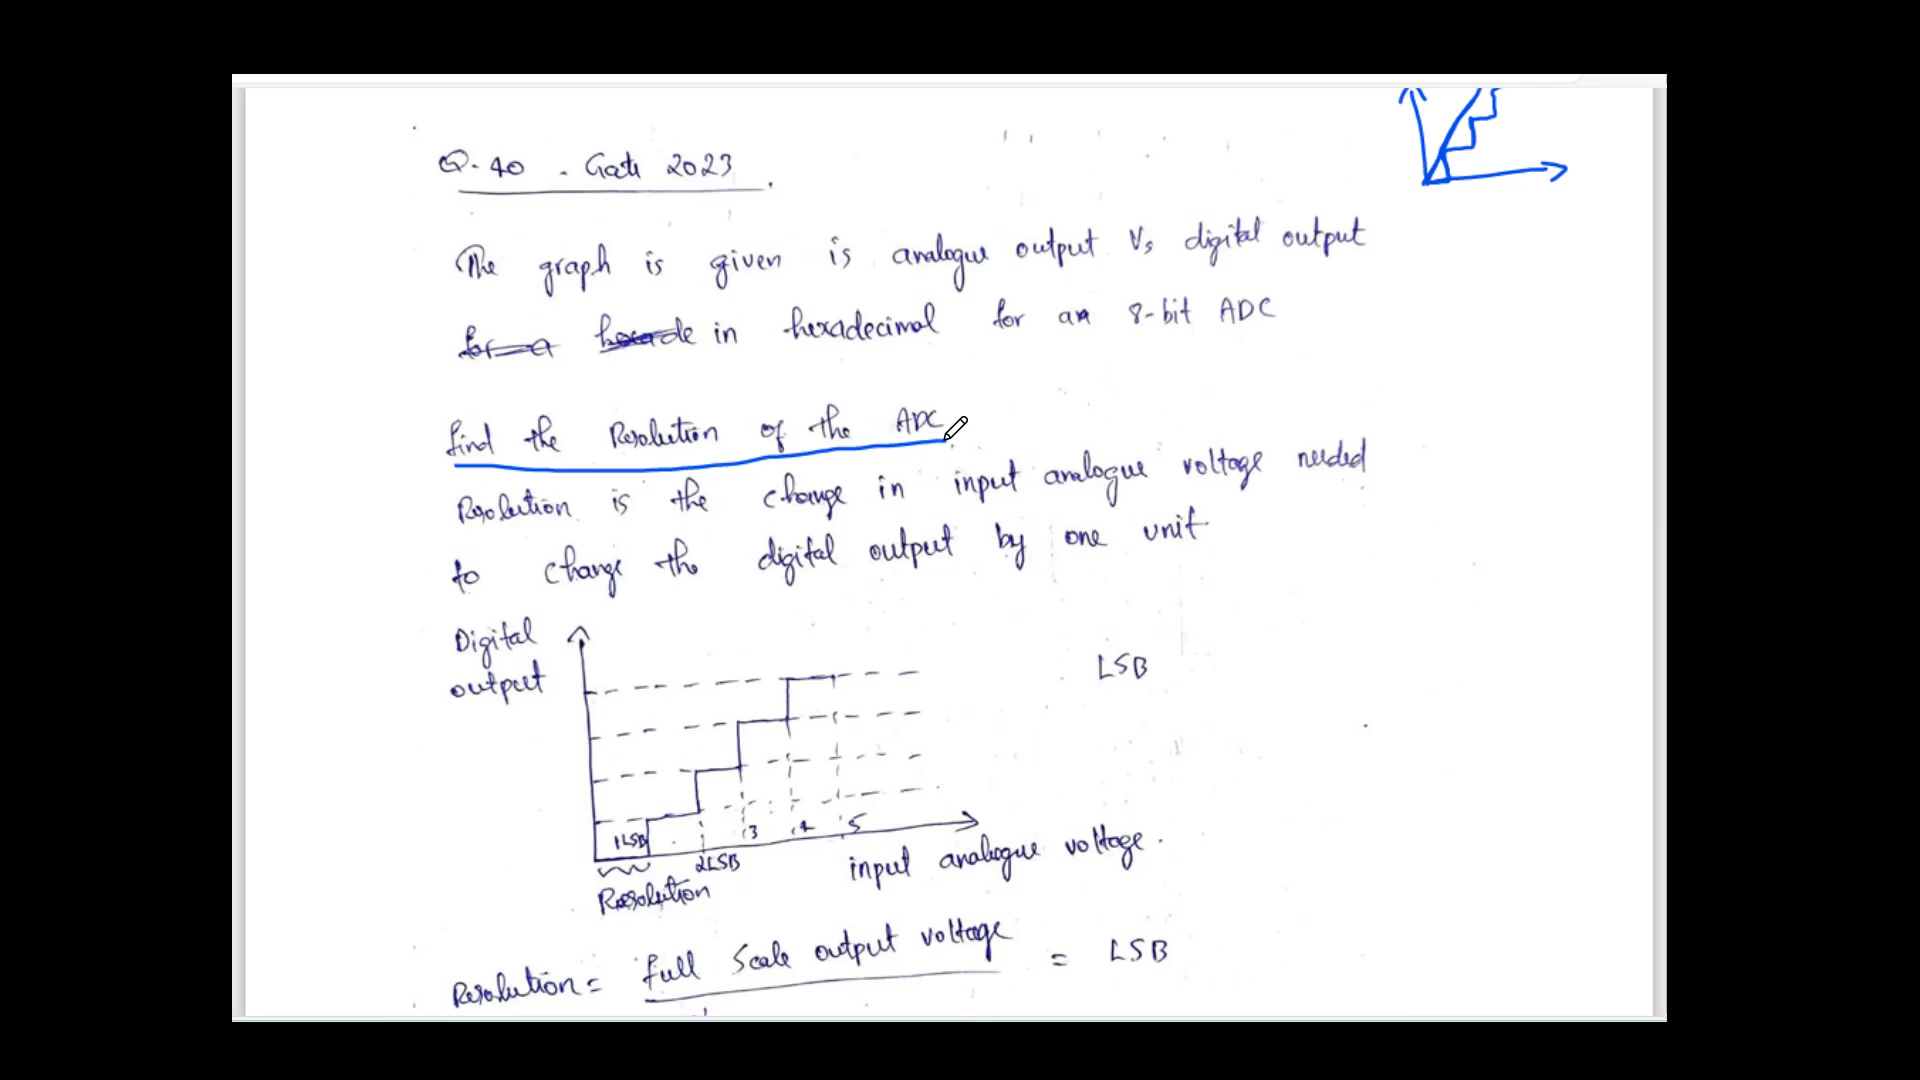 Q. 40 . Gate 2023
The graph is given is analogue output Vs digital output
for a hexade in hexadecimal for an 8-bit ADC
find the Resolution of the ADC
Resolution is the change in input analogue voltage needed
to change the digital output by one unit
Digital
output
LSB
1LSB
2LSB
3
4
5
input analogue voltage.
Resolution
Resolution = full Scale output voltage = LSB